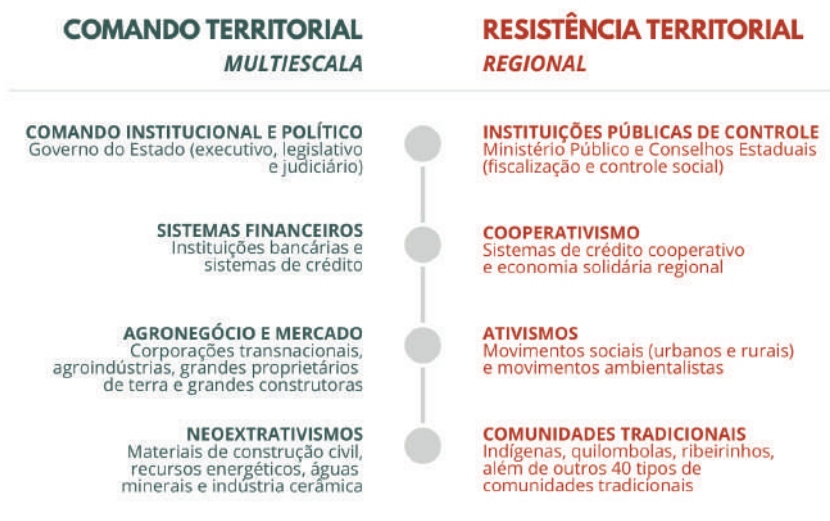 COMANDO TERRITORIAL
MULTIESCALA
RESISTÊNCIA TERRITORIAL
REGIONAL
COMANDO INSTITUCIONAL E POLÍTICO
Governo do Estado (executivo, legislativo
e judiciário)
INSTITUIÇÕES PÚBLICAS DE CONTROLE
Ministério Público e Conselhos Estaduais
(fiscalização e controle social)
SISTEMAS FINANCEIROS
Instituições bancárias e
sistemas de crédito
COOPERATIVISMO
Sistemas de crédito cooperativo
e economia solidária regional
AGRONEGÓCIO E MERCADO
Corporações transnacionais,
agroindústrias, grandes proprietários
de terra e grandes construtoras
ATIVISMOS
Movimentos sociais (urbanos e rurais)
e movimentos ambientalistas
NEOEXTRATIVISMOS
Materiais de construção civil,
recursos energéticos, águas
minerais e indústria cerâmica
COMUNIDADES TRADICIONAIS
Indígenas, quilombolas, ribeirinhos,
além de outros 40 tipos de
comunidades tradicionais